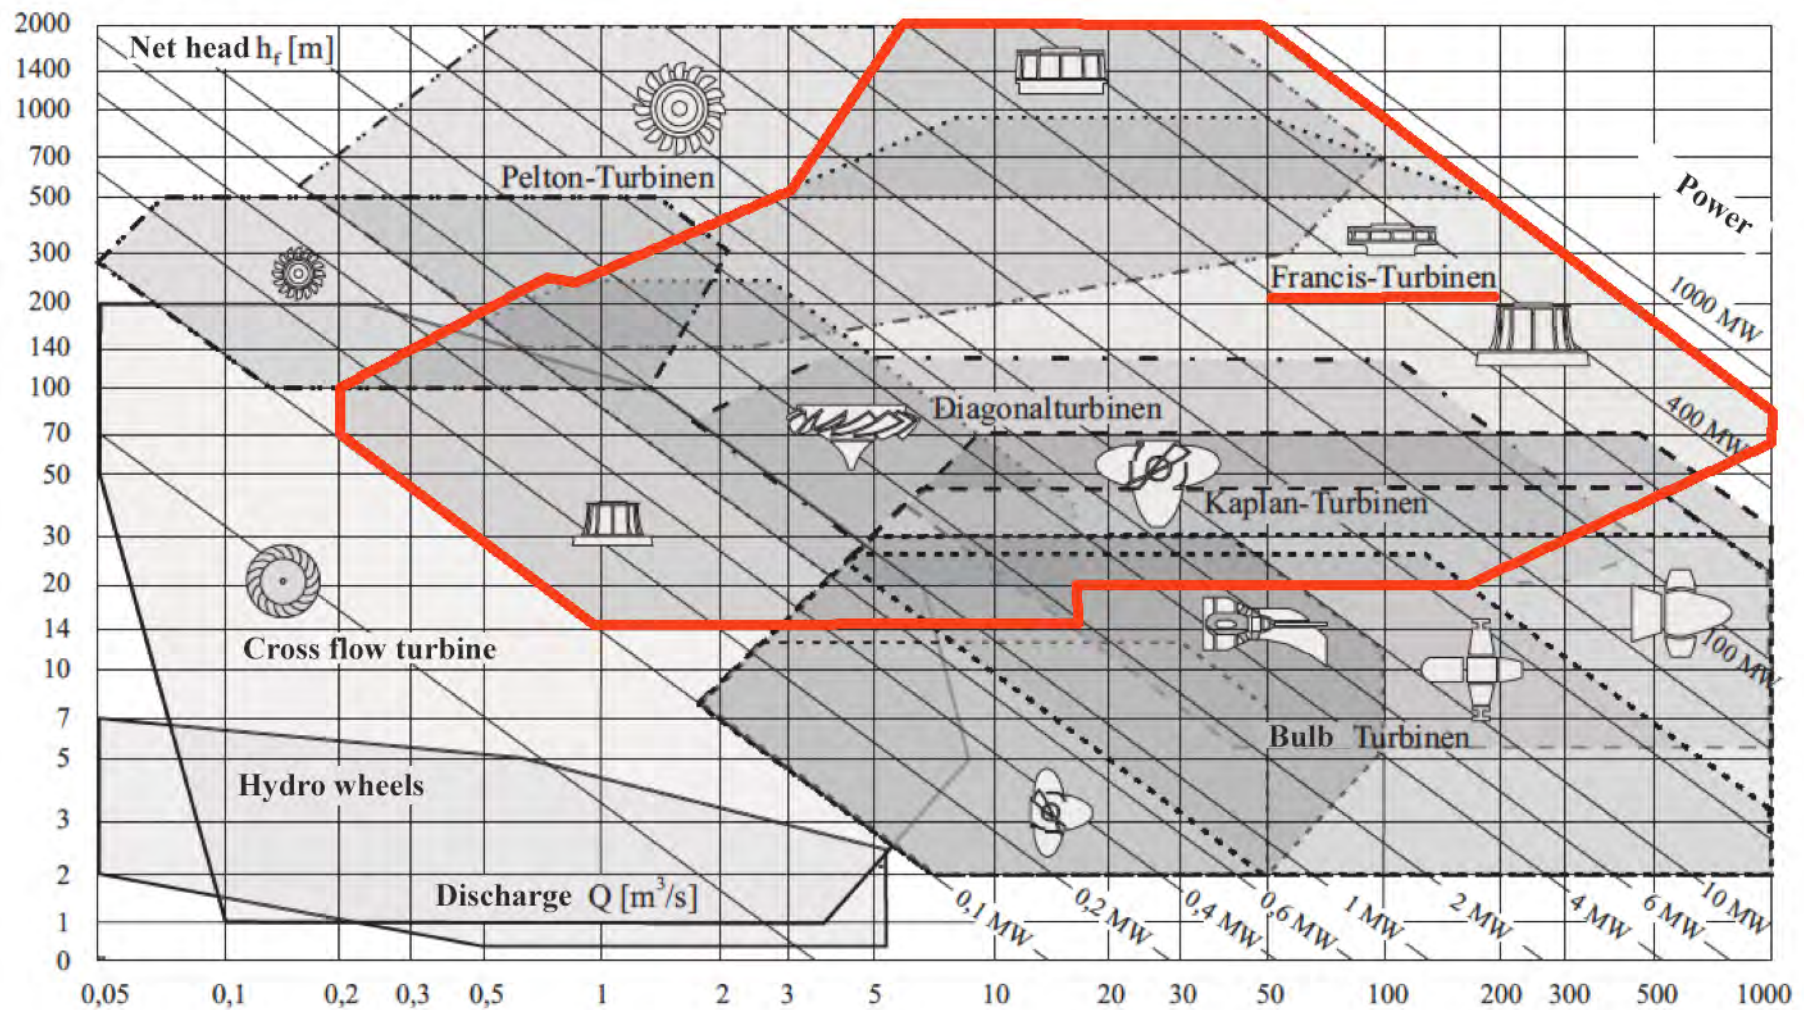 2000
Net head hf [m]
1400
1000
700
500
300
200
140
100
70
50
30
20
14
10
7
5
3
2
1
0
Pelton-Turbinen
Power
Francis-Turbinen
1000 MW
Diagonalturbinen
400 MW
Kaplan-Turbinen
Cross flow turbine
100 MW
Bulb Turbinen
Hydro wheels
Discharge Q [m³/s]
0,1 MW
0,2 MW
0,4 MW
0,6 MW
1 MW
2 MW
4 MW
6 MW
10 MW
0,05 0,1 0,2 0,3 0,5 1 2 3 5 10 20 30 50 100 200 300 500 1000